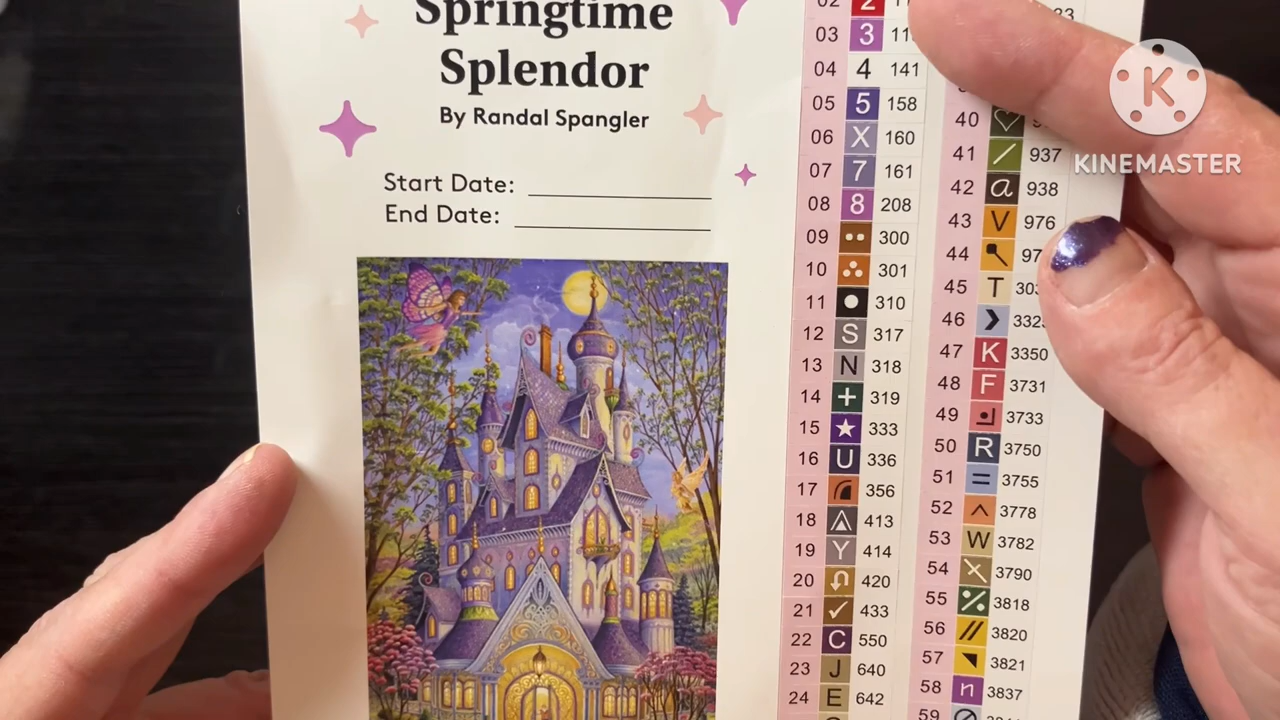 Springtime
Splendor
By Randal Spangler
Start Date:
End Date:
02 2
03 3
04 4 141
05 5 158
06 X 160
07 7 161
08 8 208
09 300
10 301
11 310
12 S 317
13 N 318
14 + 319
15 ★ 333
16 U 336
17 356
18 413
19 Y 414
20 420
21 ✓ 433
22 C 550
23 J 640
24 E 642
40 ♡
41 / 937
42 a 938
43 V 976
44
45 T
46 ❯
47 K 3350
48 F 3731
49 3733
50 R 3750
51 = 3755
52 ^ 3778
53 W 3782
54 3790
55 3818
56 // 3820
57 3821
58 n 3837
59
K
KINEMASTER